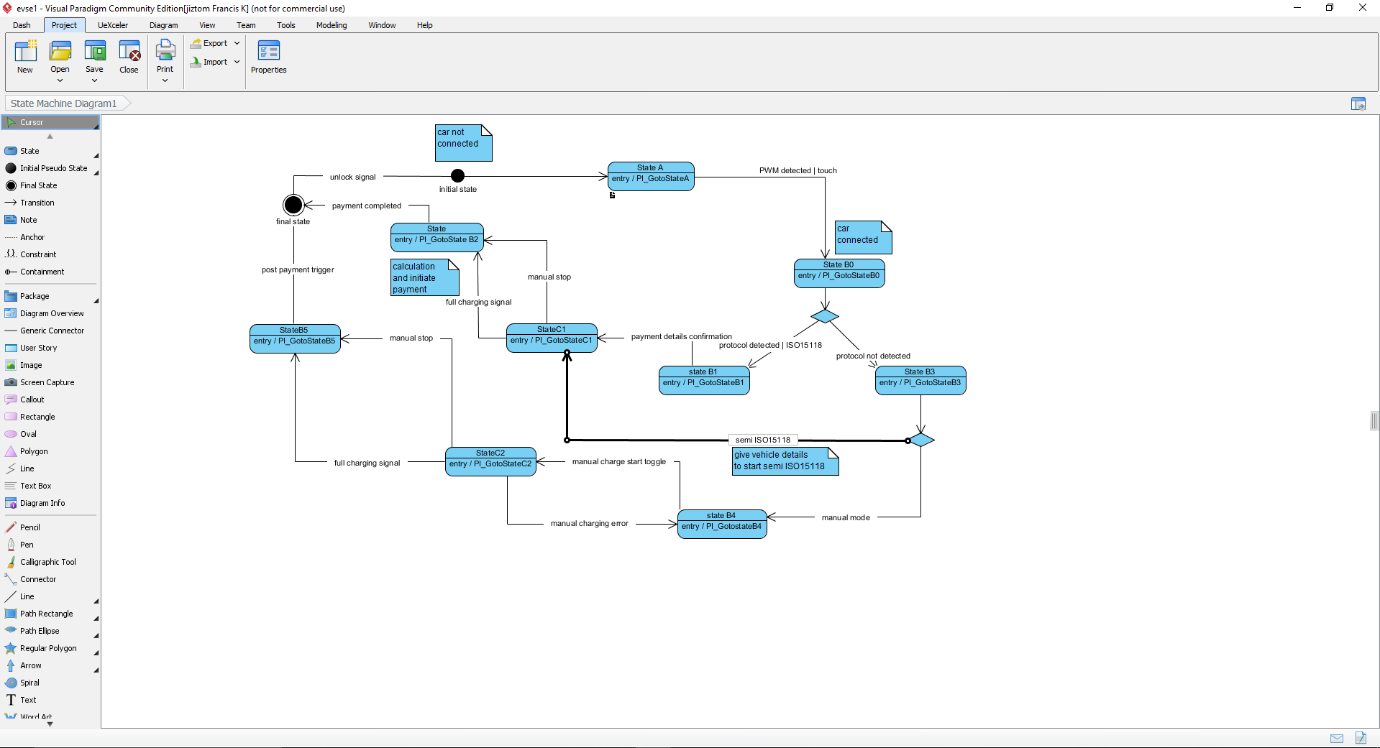 evse1 - Visual Paradigm Community Edition[jiztom Francis K] (not for commercial use)
Dash Project UeXceler Diagram View Team Tools Modeling Window Help
New Open Save Close Print Export Import Properties
State Machine Diagram1
Cursor
State
Initial Pseudo State
Final State
Transition
Note
Anchor
Constraint
Containment
Package
Diagram Overview
Generic Connector
User Story
Image
Screen Capture
Callout
Rectangle
Oval
Polygon
Line
Text Box
Diagram Info
Pencil
Pen
Calligraphic Tool
Connector
Line
Path Rectangle
Path Ellipse
Regular Polygon
Arrow
Spiral
Text
Word Art
car not
connected
unlock signal
initial state
State A
entry / PI_GotoStateA
PWM detected | touch
final state
payment completed
State
entry / PI_GotoState B2
car
connected
calculation
and initiate
payment
post payment trigger
manual stop
State B0
entry / PI_GotoStateB0
full charging signal
StateB5
entry / PI_GotoStateB5
manual stop
StateC1
entry / PI_GotoStateC1
payment details confirmation
protocol detected | ISO15118
protocol not detected
state B1
entry / PI_GotoStateB1
State B3
entry / PI_GotoStateB3
semi ISO15118
give vehicle details
to start semi ISO15118
full charging signal
StateC2
entry / PI_GotoStateC2
manual charge start toggle
manual charging error
state B4
entry / PI_GotostateB4
manual mode